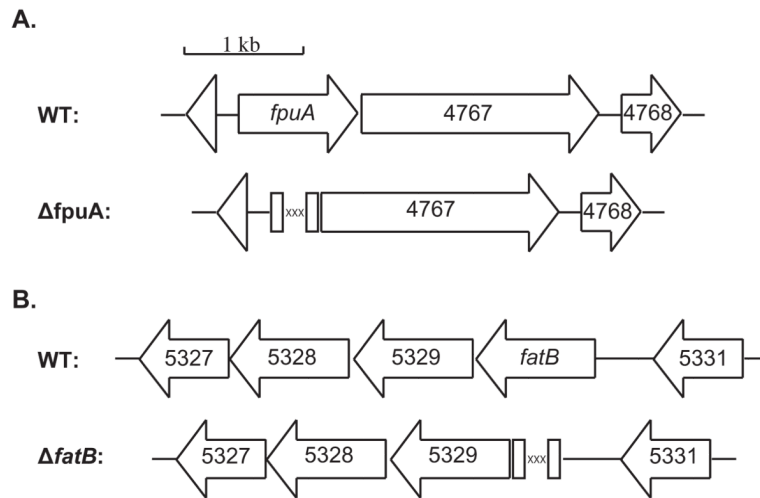 A.
1 kb
WT: fpuA 4767 4768
ΔfpuA: xxx 4767 4768
B.
WT: 5327 5328 5329 fatB 5331
ΔfatB: 5327 5328 5329 xxx 5331